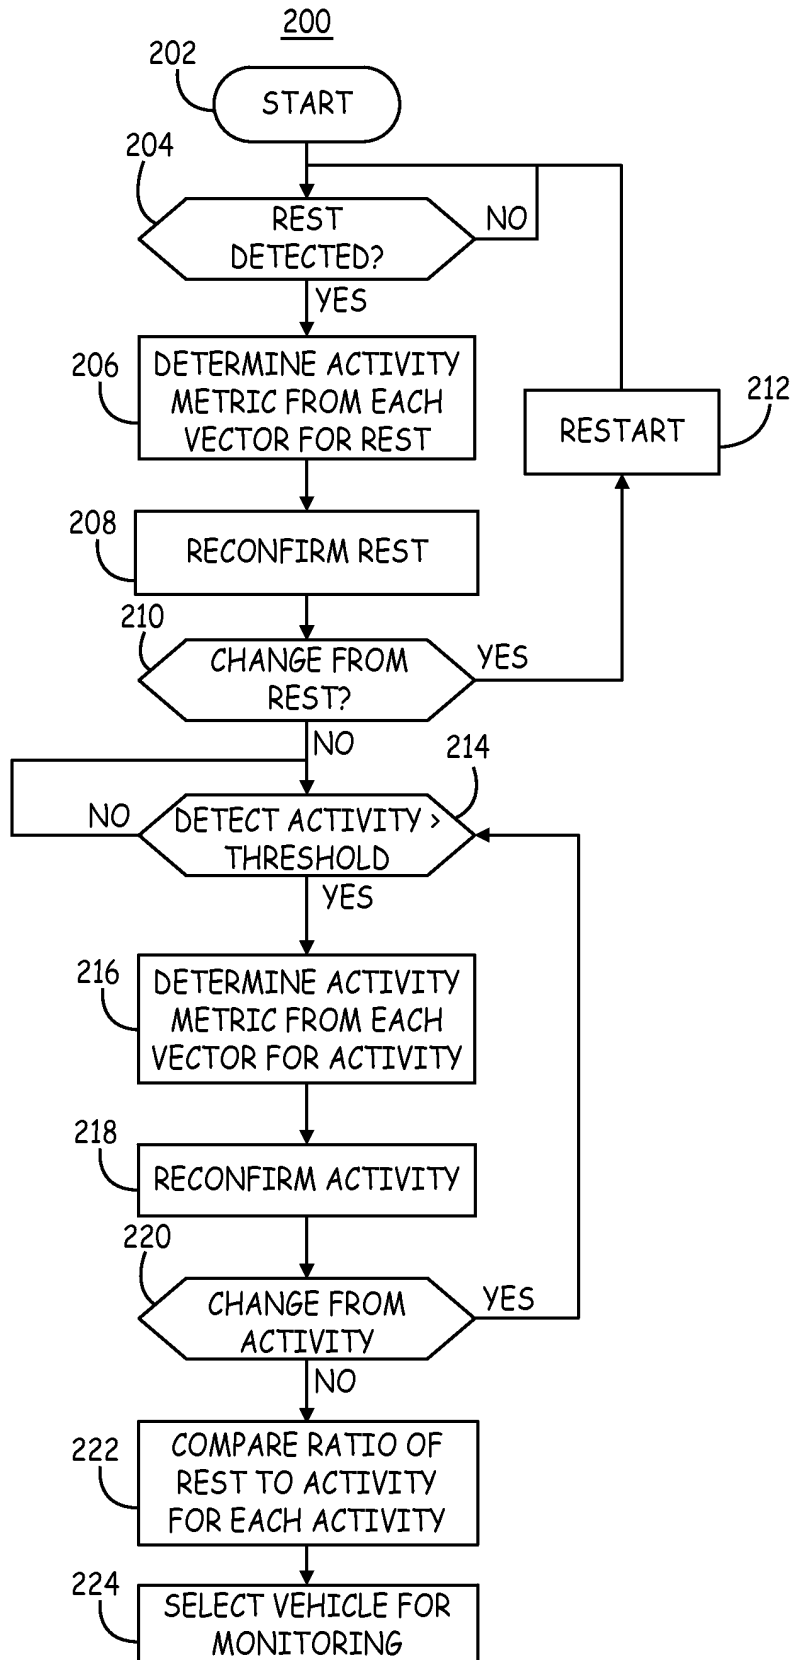 200
202
START
204
REST
DETECTED?
NO
YES
206
DETERMINE ACTIVITY
METRIC FROM EACH
VECTOR FOR REST
212
RESTART
208
RECONFIRM REST
210
CHANGE FROM
REST?
YES
NO
214
NO
DETECT ACTIVITY >
THRESHOLD
YES
216
DETERMINE ACTIVITY
METRIC FROM EACH
VECTOR FOR ACTIVITY
218
RECONFIRM ACTIVITY
220
CHANGE FROM
ACTIVITY
YES
NO
222
COMPARE RATIO OF
REST TO ACTIVITY
FOR EACH ACTIVITY
224
SELECT VEHICLE FOR
MONITORING